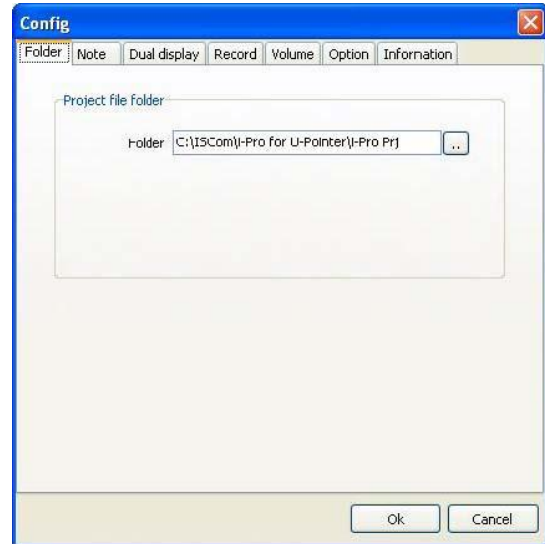 Config
Folder Note Dual display Record Volume Option Information
Project file folder
Folder C:\ISCom\I-Pro for U-Pointer\I-Pro Prj ..
Ok Cancel